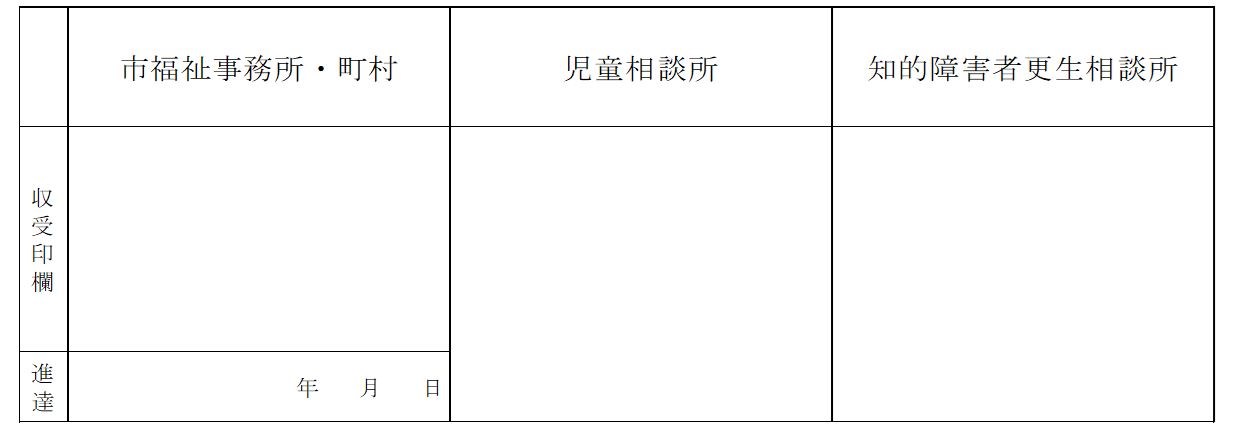 市福祉事務所・町村
児童相談所
知的障害者更生相談所
収受印欄
進達
年 月 日